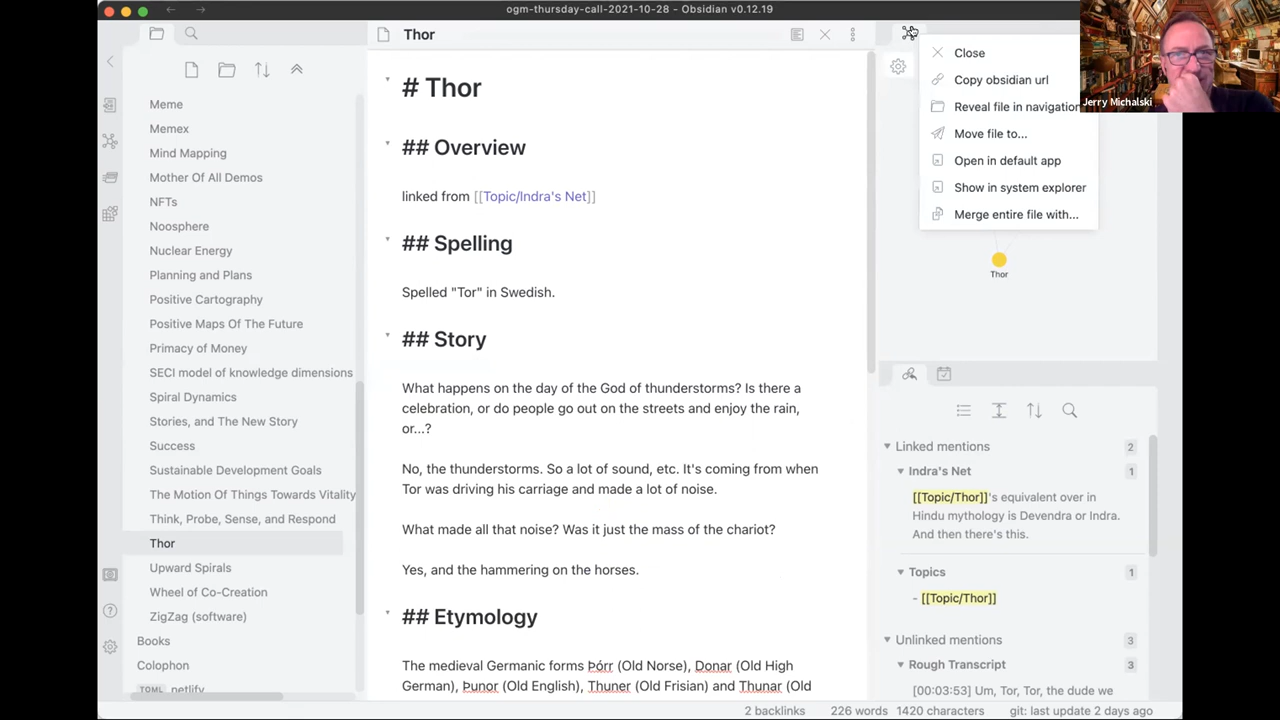 ogm-thursday-call-2021-10-28 - Obsidian v0.12.19
Meme
Memex
Mind Mapping
Mother Of All Demos
NFTs
Noosphere
Nuclear Energy
Planning and Plans
Positive Cartography
Positive Maps Of The Future
Primacy of Money
SECI model of knowledge dimensions
Spiral Dynamics
Stories, and The New Story
Success
Sustainable Development Goals
The Motion Of Things Towards Vitality
Think, Probe, Sense, and Respond
Thor
Upward Spirals
Wheel of Co-Creation
ZigZag (software)
Books
Colophon
TOML netlify
Thor
# Thor
## Overview
linked from [[Topic/Indra's Net]]
## Spelling
Spelled "Tor" in Swedish.
## Story
What happens on the day of the God of thunderstorms? Is there a
celebration, or do people go out on the streets and enjoy the rain,
or...?
No, the thunderstorms. So a lot of sound, etc. It's coming from when
Tor was driving his carriage and made a lot of noise.
What made all that noise? Was it just the mass of the chariot?
Yes, and the hammering on the horses.
## Etymology
The medieval Germanic forms Þórr (Old Norse), Donar (Old High
German), Þunor (Old English), Thuner (Old Frisian) and Thunar (Old
Close
Copy obsidian url
Reveal file in navigation
Move file to...
Open in default app
Show in system explorer
Merge entire file with...
Thor
Jerry Michalski
Linked mentions 2
Indra's Net 1
[[Topic/Thor]]'s equivalent over in
Hindu mythology is Devendra or Indra.
And then there's this.
Topics 1
- [[Topic/Thor]]
Unlinked mentions 3
Rough Transcript 3
[00:03:53] Um, Tor, Tor, the dude we
2 backlinks 226 words 1420 characters git: last update 2 days ago